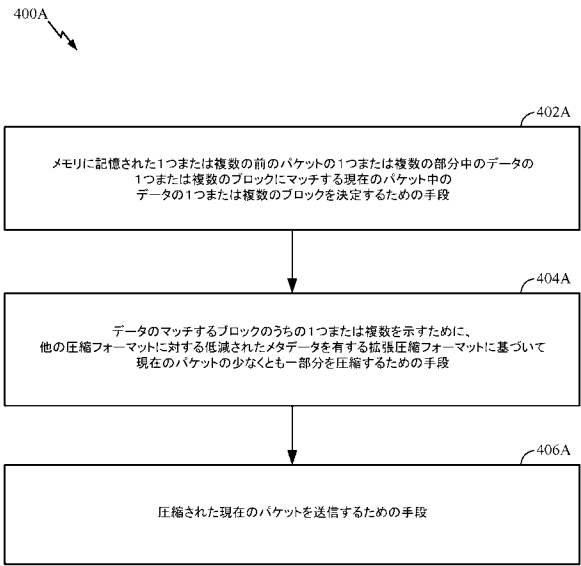 400A
402A
メモリに記憶された1つまたは複数の前のパケットの1つまたは複数の部分中のデータの
1つまたは複数のブロックにマッチする現在のパケット中の
データの1つまたは複数のブロックを決定するための手段
404A
データのマッチするブロックのうちの1つまたは複数を示すために、
他の圧縮フォーマットに対する低減されたメタデータを有する拡張圧縮フォーマットに基づいて
現在のパケットの少なくとも一部分を圧縮するための手段
406A
圧縮された現在のパケットを送信するための手段